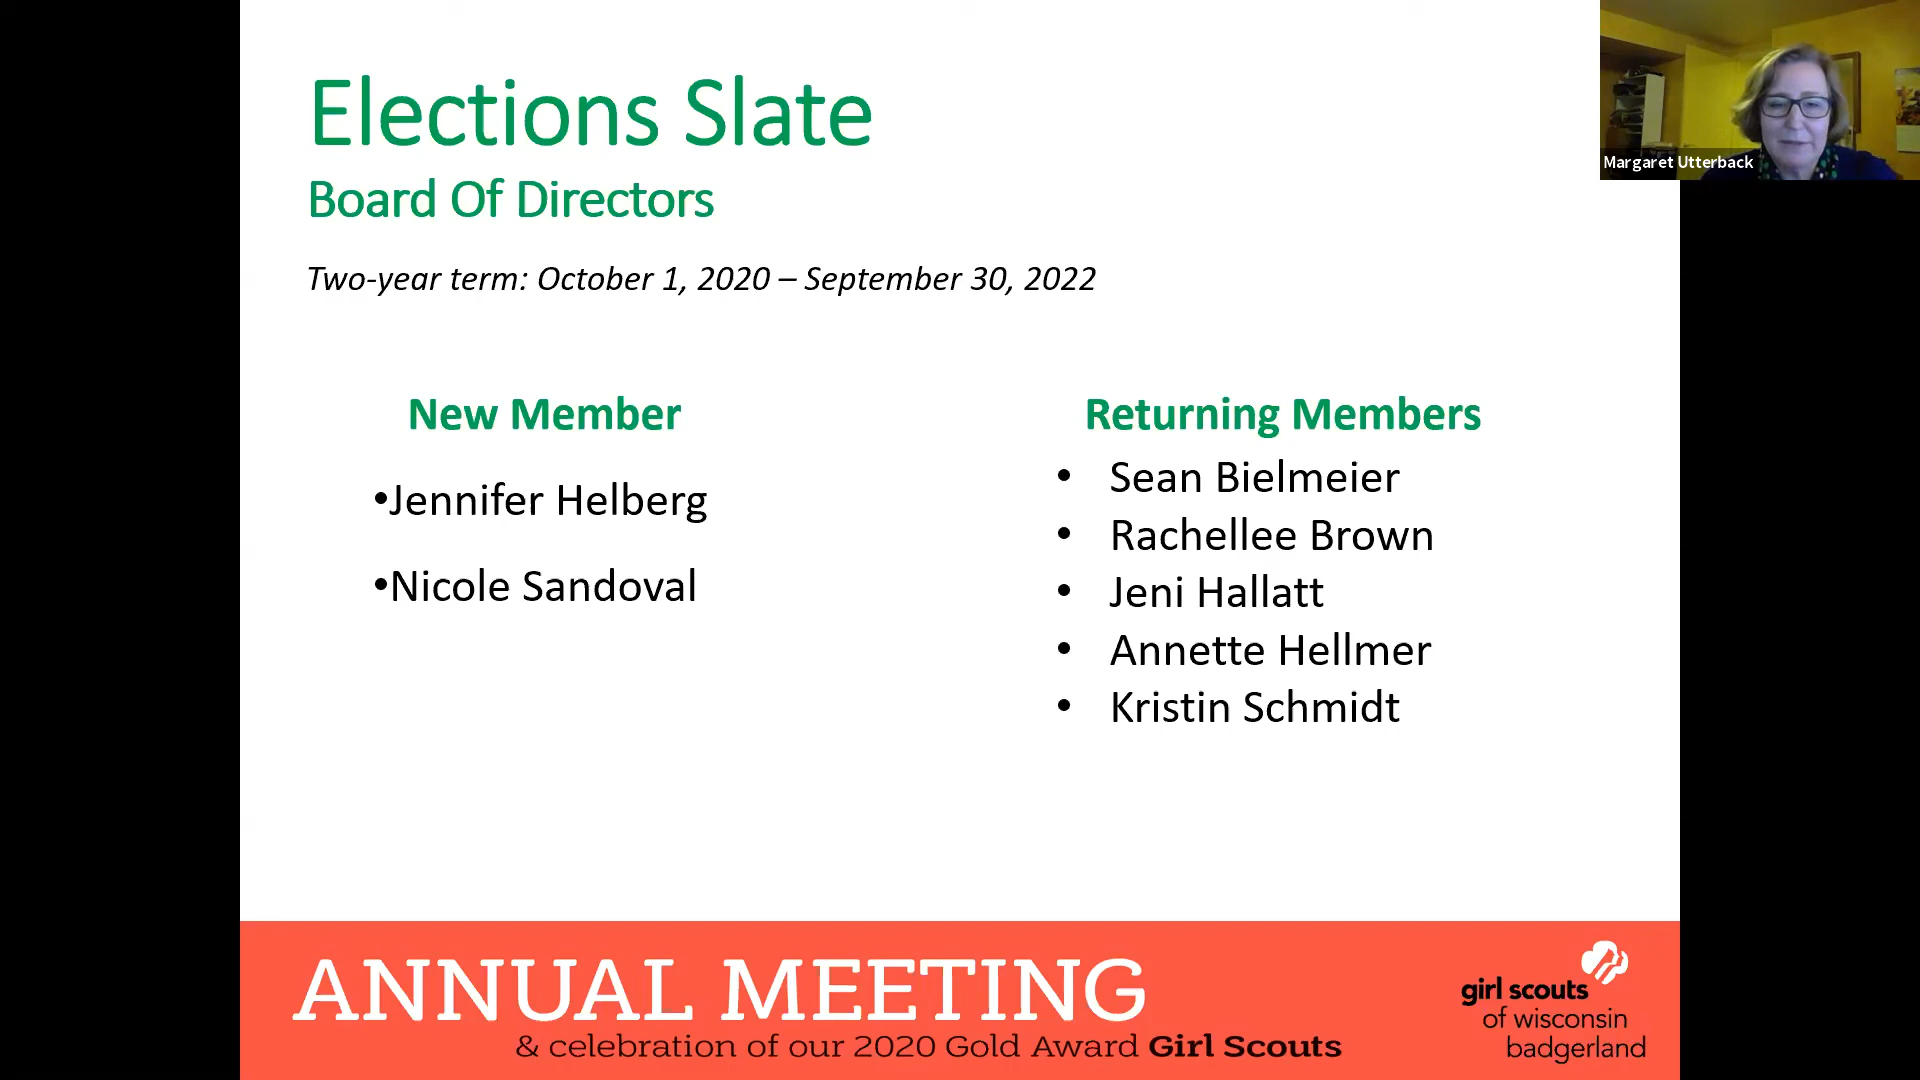 Elections Slate
Board Of Directors
Two-year term: October 1, 2020 – September 30, 2022
New Member
•Jennifer Helberg
•Nicole Sandoval
Returning Members
• Sean Bielmeier
• Rachellee Brown
• Jeni Hallatt
• Annette Hellmer
• Kristin Schmidt
Margaret Utterback
ANNUAL MEETING
& celebration of our 2020 Gold Award Girl Scouts
girl scouts
of wisconsin
badgerland